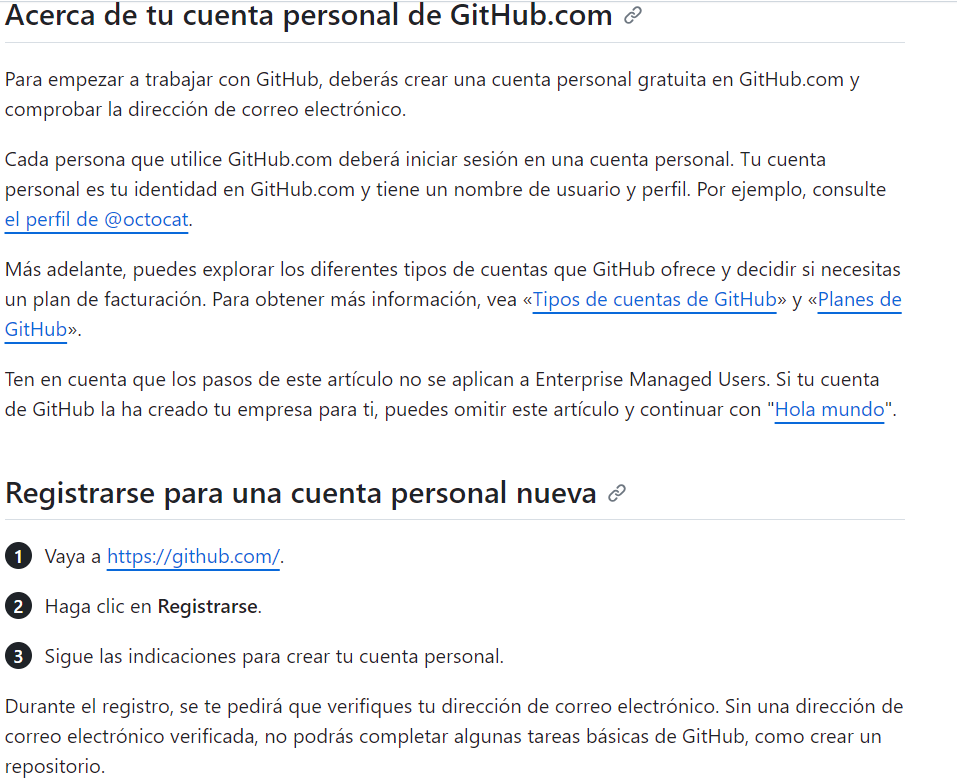 Acerca de tu cuenta personal de GitHub.com
Para empezar a trabajar con GitHub, deberás crear una cuenta personal gratuita en GitHub.com y
comprobar la dirección de correo electrónico.
Cada persona que utilice GitHub.com deberá iniciar sesión en una cuenta personal. Tu cuenta
personal es tu identidad en GitHub.com y tiene un nombre de usuario y perfil. Por ejemplo, consulte
el perfil de @octocat.
Más adelante, puedes explorar los diferentes tipos de cuentas que GitHub ofrece y decidir si necesitas
un plan de facturación. Para obtener más información, vea «Tipos de cuentas de GitHub» y «Planes de
GitHub».
Ten en cuenta que los pasos de este artículo no se aplican a Enterprise Managed Users. Si tu cuenta
de GitHub la ha creado tu empresa para ti, puedes omitir este artículo y continuar con "Hola mundo".
Registrarse para una cuenta personal nueva
1 Vaya a https://github.com/.
2 Haga clic en Registrarse.
3 Sigue las indicaciones para crear tu cuenta personal.
Durante el registro, se te pedirá que verifiques tu dirección de correo electrónico. Sin una dirección de
correo electrónico verificada, no podrás completar algunas tareas básicas de GitHub, como crear un
repositorio.